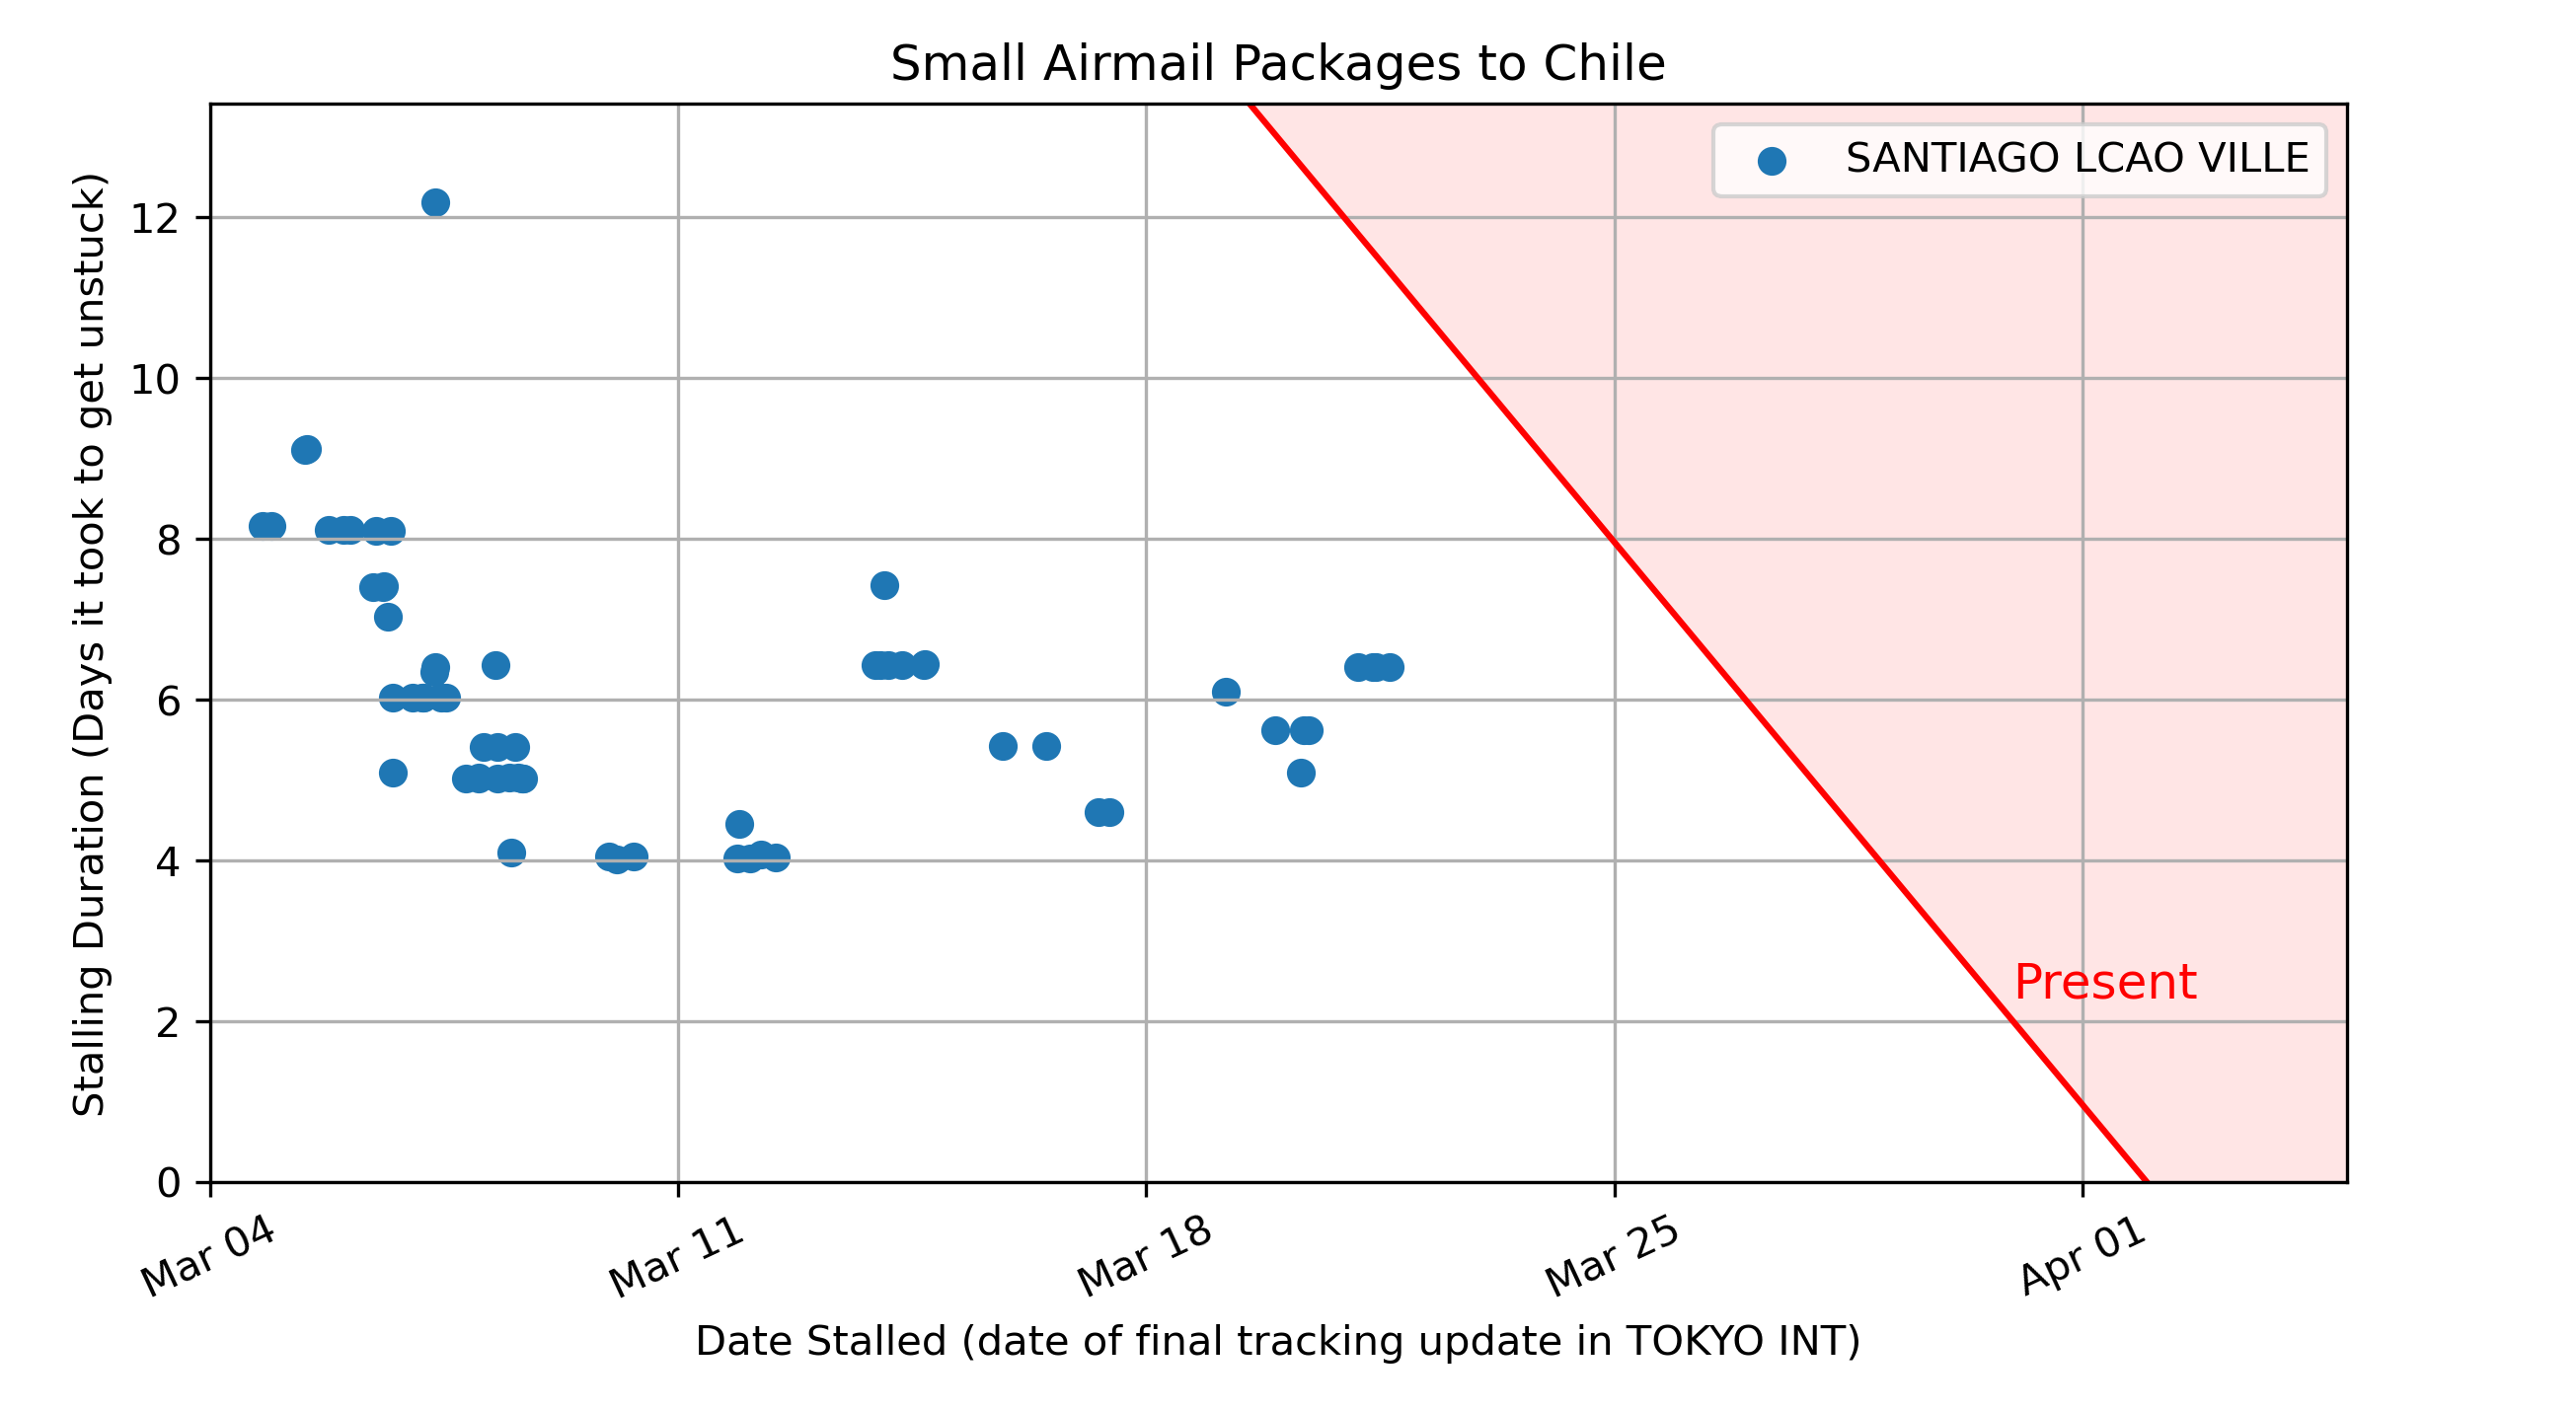 Small Airmail Packages to Chile
SANTIAGO LCAO VILLE
Stalling Duration (Days it took to get unstuck)
12
10
8
6
4
2
0
Present
Mar 04
Mar 11
Mar 18
Mar 25
Apr 01
Date Stalled (date of final tracking update in TOKYO INT)